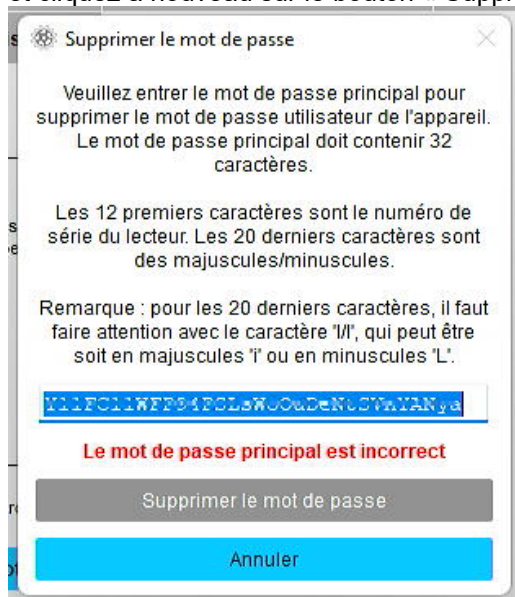 Supprimer le mot de passe
Veuillez entrer le mot de passe principal pour
supprimer le mot de passe utilisateur de l'appareil.
Le mot de passe principal doit contenir 32
caractères.
Les 12 premiers caractères sont le numéro de
série du lecteur. Les 20 derniers caractères sont
des majuscules/minuscules.
Remarque : pour les 20 derniers caractères, il faut
faire attention avec le caractère 'I/l', qui peut être
soit en majuscules 'i' ou en minuscules 'L'.
Le mot de passe principal est incorrect
Supprimer le mot de passe
Annuler